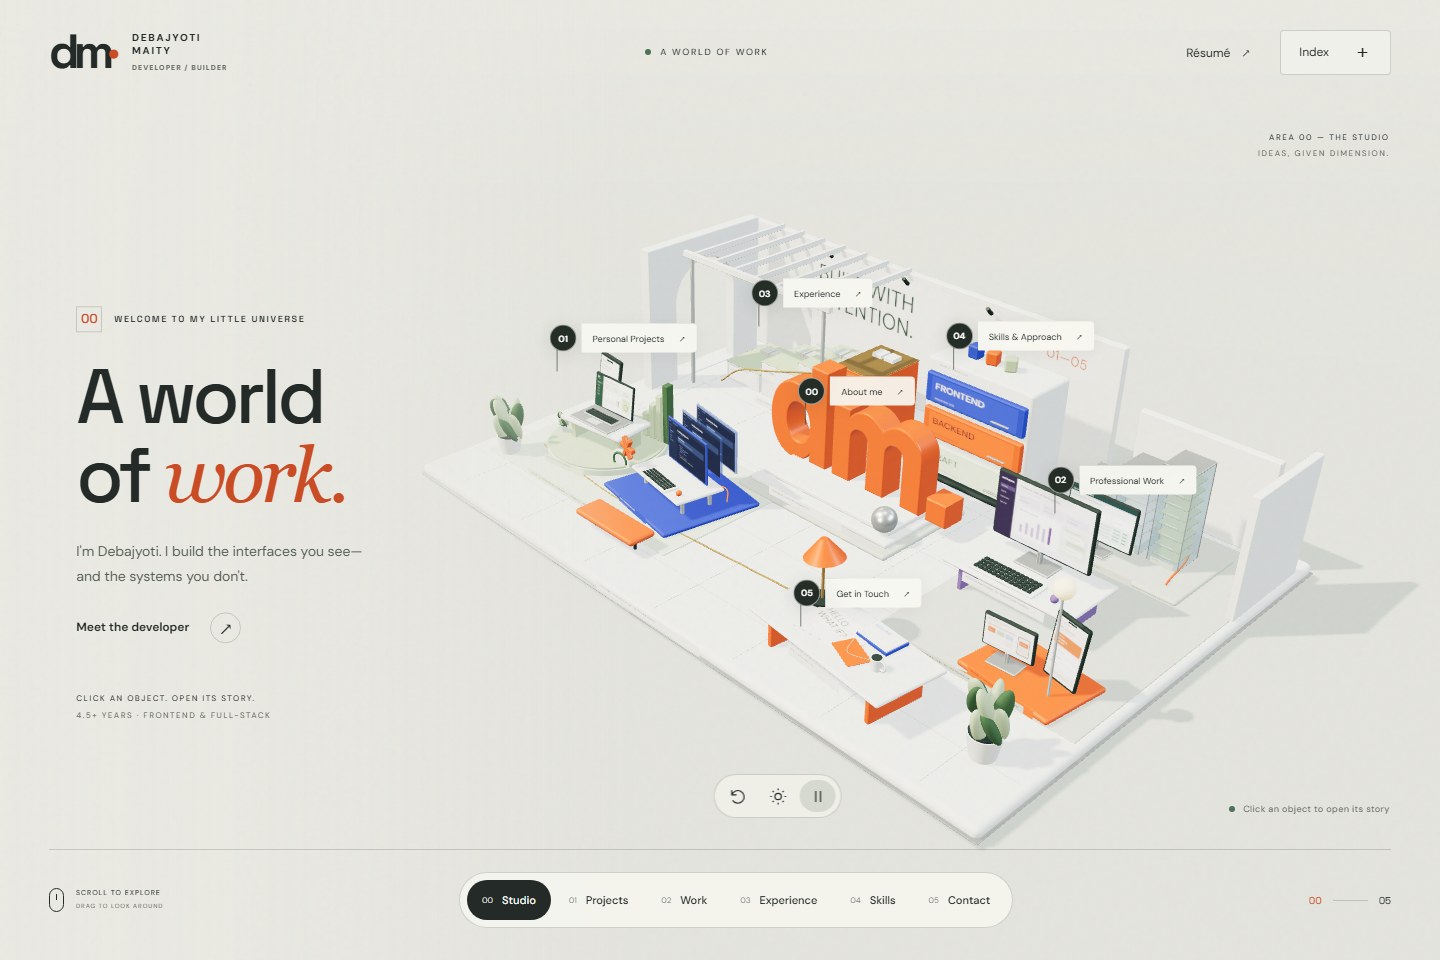 dm.
DEBAJYOTI
MAITY
DEVELOPER / BUILDER
A WORLD OF WORK
Résumé ↗
Index +
AREA 00 — THE STUDIO
IDEAS, GIVEN DIMENSION.
00 WELCOME TO MY LITTLE UNIVERSE
A world
of work.
I'm Debajyoti. I build the interfaces you see—
and the systems you don't.
Meet the developer ↗
CLICK AN OBJECT. OPEN ITS STORY.
4.5+ YEARS · FRONTEND & FULL-STACK
WITH
03 Experience ↗
01 Personal Projects ↗
04 Skills & Approach ↗
01—05
00 About me ↗
FRONTEND
BACKEND
dm.
02 Professional Work ↗
05 Get in Touch ↗
Click an object to open its story
SCROLL TO EXPLORE
DRAG TO LOOK AROUND
00 Studio
01 Projects
02 Work
03 Experience
04 Skills
05 Contact
00 — 05